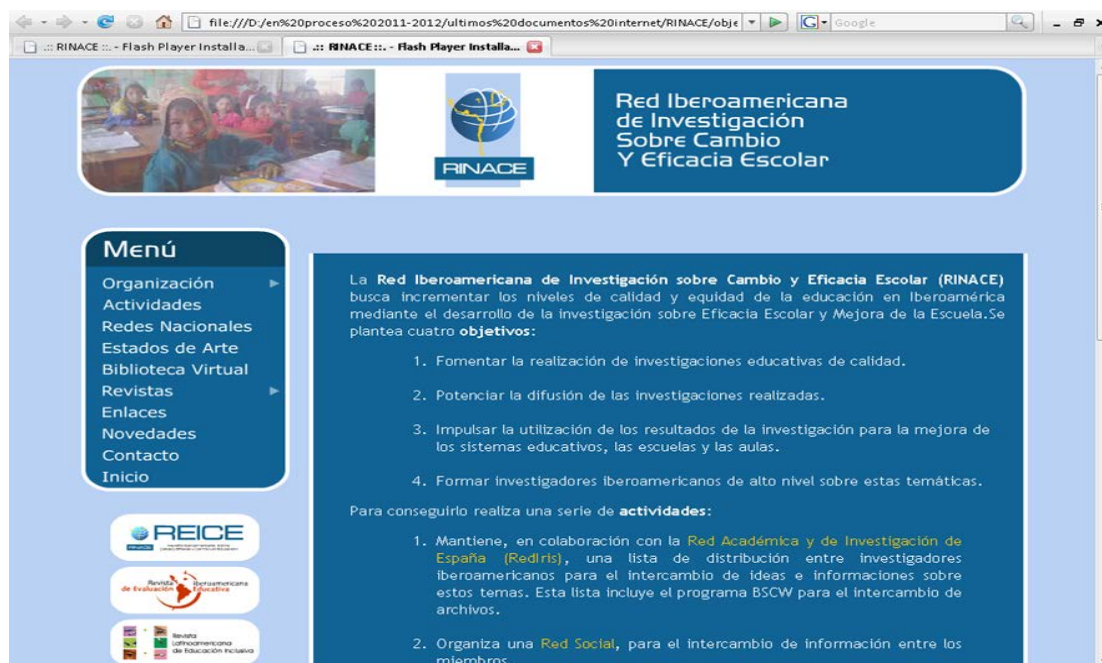 file:///D:/en%20proceso%202011-2012/ultimos%20documentos%20internet/RINACE/obje
Google
.:: RINACE ::. - Flash Player Installa...
.:: RINACE ::. - Flash Player Installa...
RINACE
Red Iberoamericana
de Investigación
Sobre Cambio
Y Eficacia Escolar
Menú
Organización
Actividades
Redes Nacionales
Estados de Arte
Biblioteca Virtual
Revistas
Enlaces
Novedades
Contacto
Inicio
REICE
RINACE
Revista Iberoamericana
de Evaluación Educativa
Revista
Latinoamericana
de Educación Inclusiva
La Red Iberoamericana de Investigación sobre Cambio y Eficacia Escolar (RINACE)
busca incrementar los niveles de calidad y equidad de la educación en Iberoamérica
mediante el desarrollo de la investigación sobre Eficacia Escolar y Mejora de la Escuela.Se
plantea cuatro objetivos:
1. Fomentar la realización de investigaciones educativas de calidad.
2. Potenciar la difusión de las investigaciones realizadas.
3. Impulsar la utilización de los resultados de la investigación para la mejora de
los sistemas educativos, las escuelas y las aulas.
4. Formar investigadores iberoamericanos de alto nivel sobre estas temáticas.
Para conseguirlo realiza una serie de actividades:
1. Mantiene, en colaboración con la Red Académica y de Investigación de
España (RedIris), una lista de distribución entre investigadores
iberoamericanos para el intercambio de ideas e informaciones sobre
estos temas. Esta lista incluye el programa BSCW para el intercambio de
archivos.
2. Organiza una Red Social, para el intercambio de información entre los
miembros